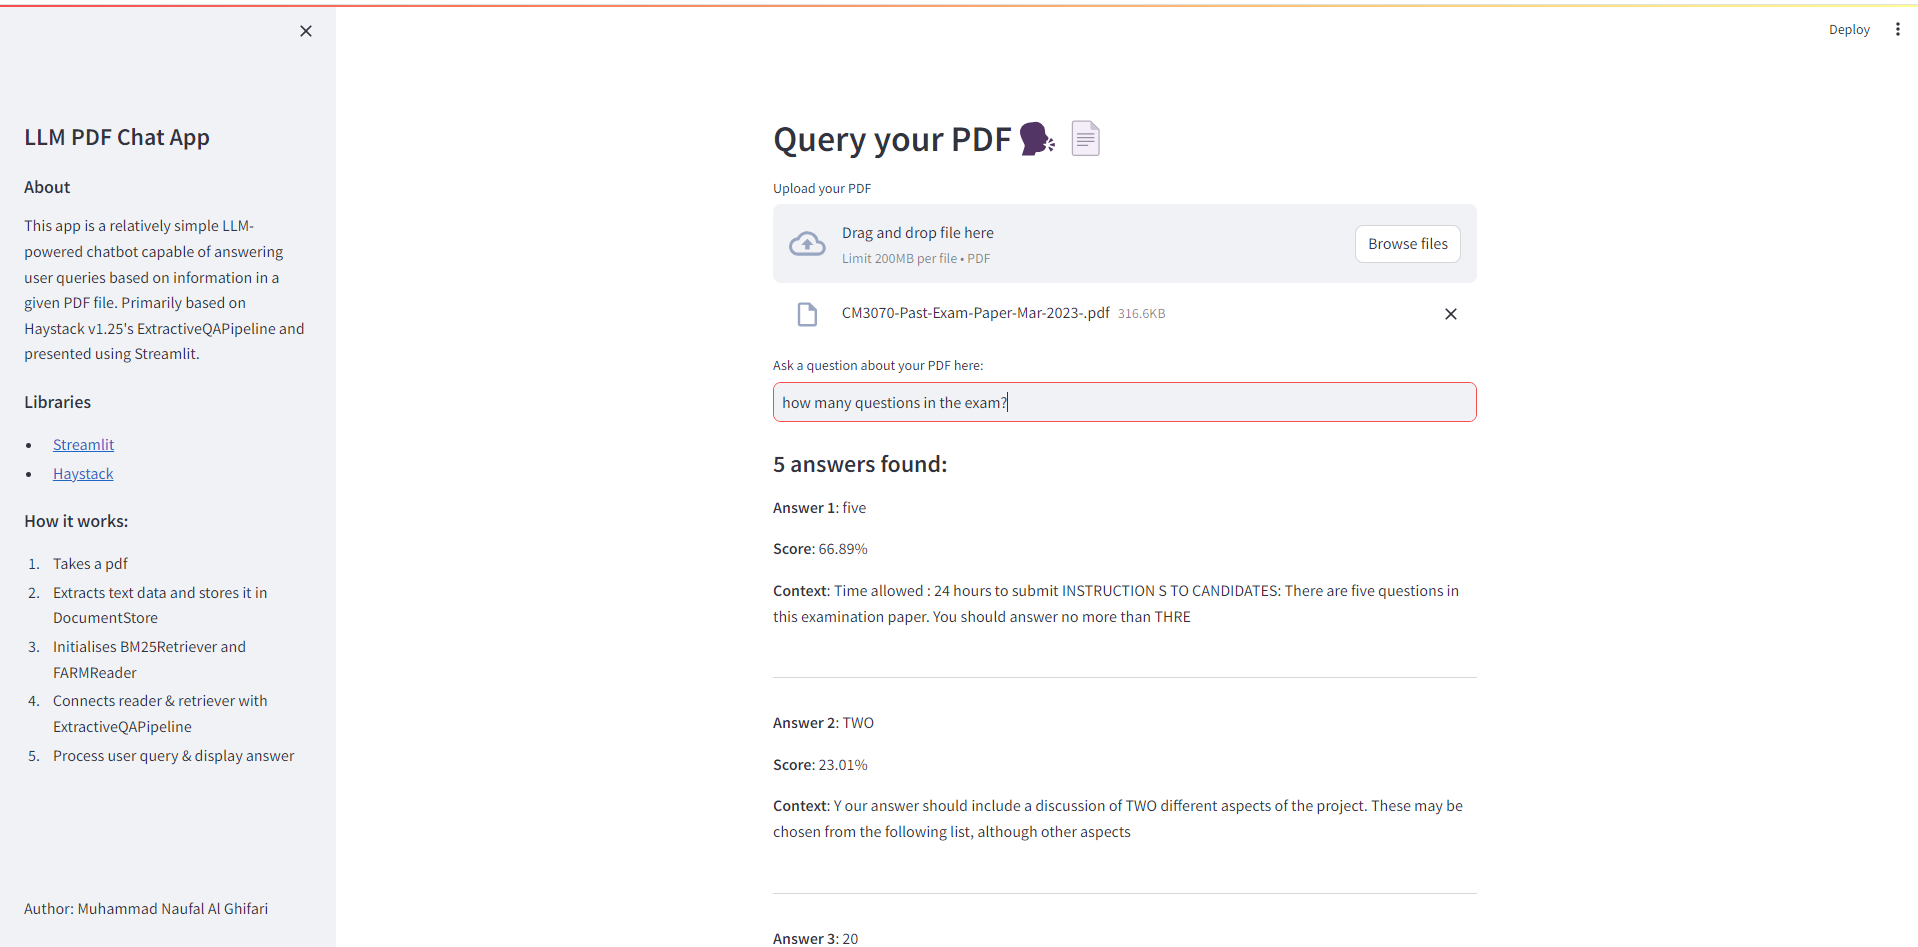 Deploy
LLM PDF Chat App
About
This app is a relatively simple LLM-
powered chatbot capable of answering
user queries based on information in a
given PDF file. Primarily based on
Haystack v1.25's ExtractiveQAPipeline and
presented using Streamlit.
Libraries
• Streamlit
• Haystack
How it works:
1. Takes a pdf
2. Extracts text data and stores it in
DocumentStore
3. Initialises BM25Retriever and
FARMReader
4. Connects reader & retriever with
ExtractiveQAPipeline
5. Process user query & display answer
Author: Muhammad Naufal Al Ghifari
Query your PDF
Upload your PDF
Drag and drop file here
Limit 200MB per file • PDF
Browse files
CM3070-Past-Exam-Paper-Mar-2023-.pdf 316.6KB
Ask a question about your PDF here:
how many questions in the exam?
5 answers found:
Answer 1: five
Score: 66.89%
Context: Time allowed : 24 hours to submit INSTRUCTION S TO CANDIDATES: There are five questions in
this examination paper. You should answer no more than THRE
Answer 2: TWO
Score: 23.01%
Context: Y our answer should include a discussion of TWO different aspects of the project. These may be
chosen from the following list, although other aspects
Answer 3: 20